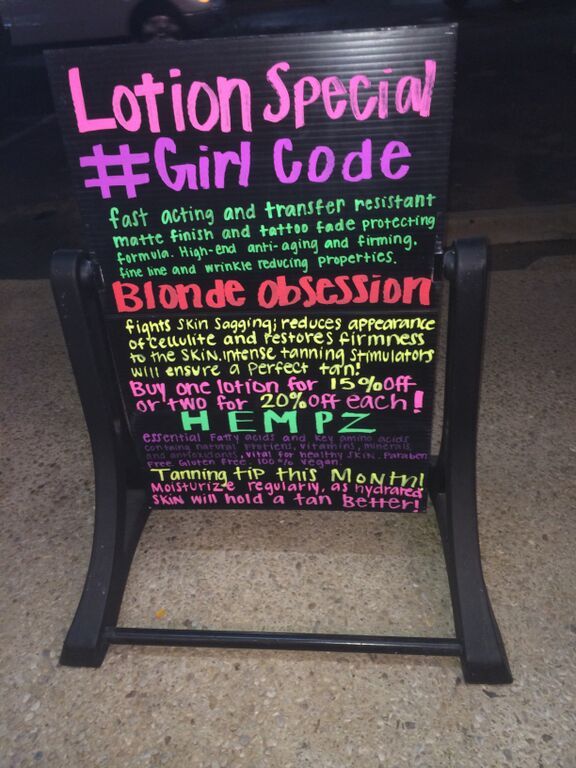 Lotion Special
#Girl Code
fast acting and transfer resistant
matte finish and tattoo fade protecting
formula. High-end anti-aging and firming.
fine line and wrinkle reducing properties.
Blonde Obsession
fights skin sagging; reduces appearance
of cellulite and restores firmness
to the skin. intense tanning stimulators
will ensure a perfect tan!
Buy one lotion for 15% off
or two for 20% off each!
HEMPZ
essential fatty acids and key amino acids
contains natural protiens, vitamins, minerals
and antioxidants, vital for healthy skin. Paraben
free. Gluten free. 100% vegan.
Tanning tip this Month!
Moisturize regularly, as hydrated
skin will hold a tan Better!